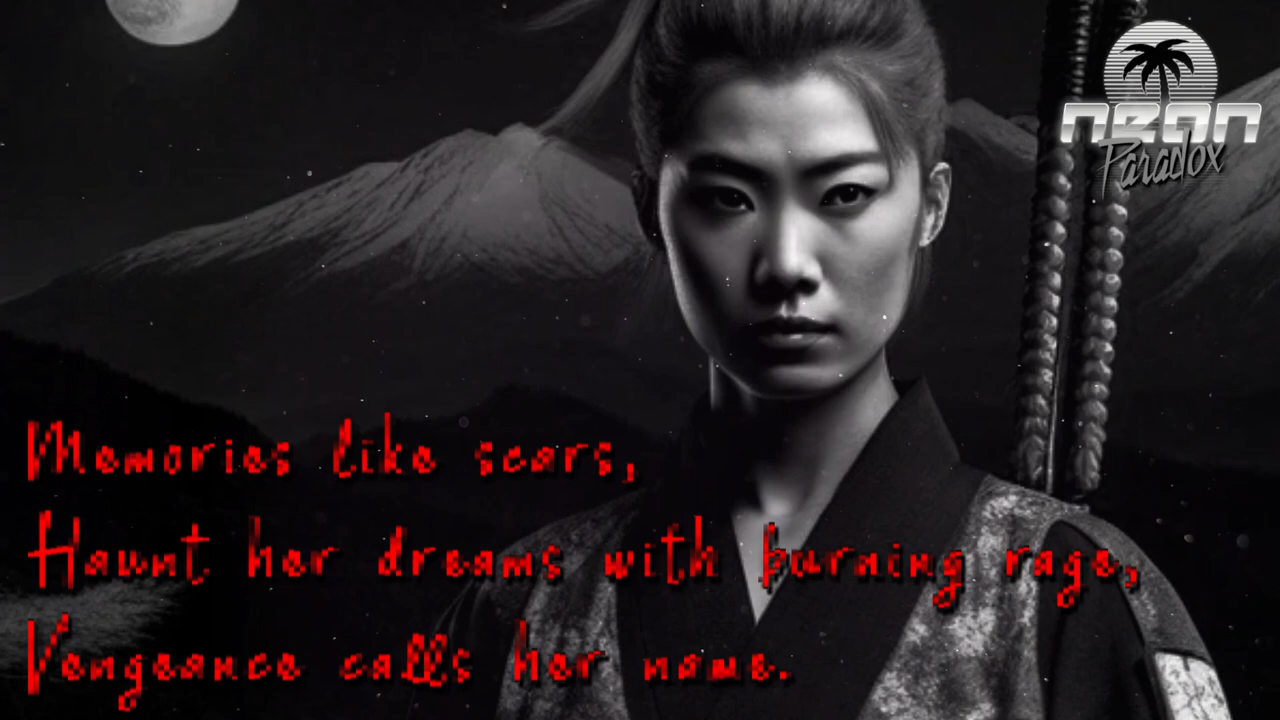 neon
Paradox
Memories like scars,
Haunt her dreams with burning rage,
Vengeance calls her name.